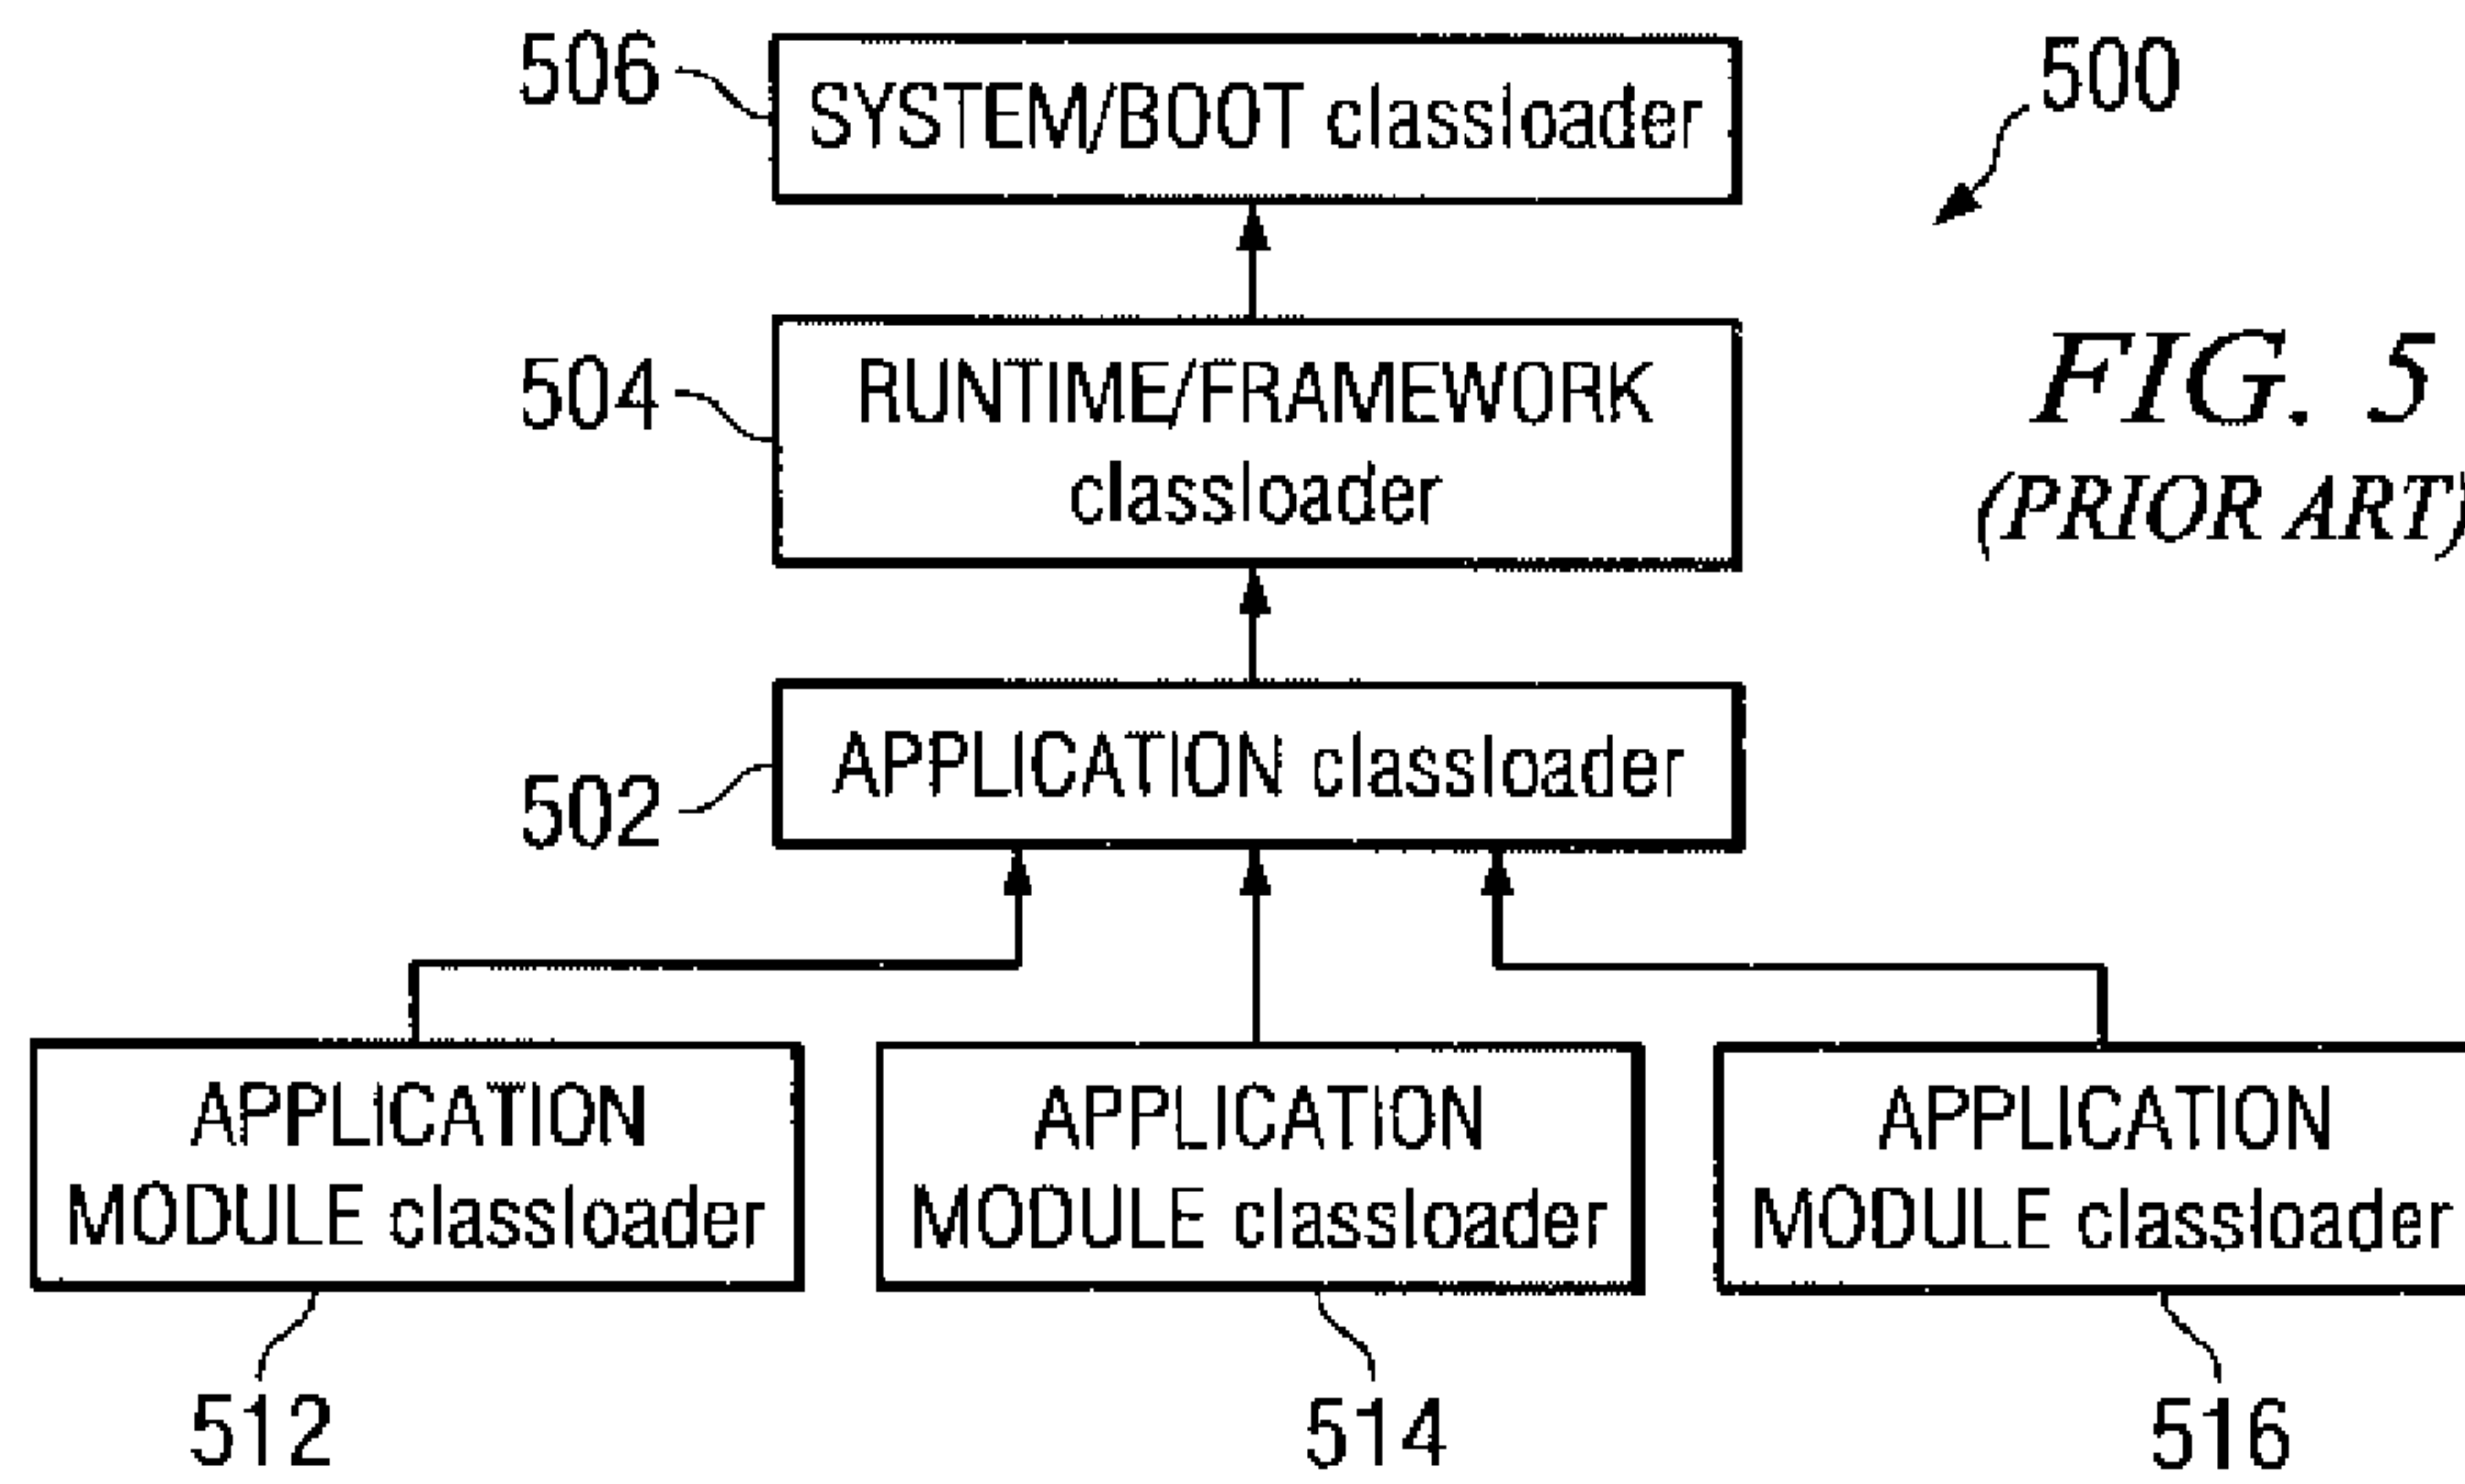 506
SYSTEM/BOOT classloader
500
504
RUNTIME/FRAMEWORK
classloader
FIG. 5
(PRIOR ART)
502
APPLICATION classloader
APPLICATION
MODULE classloader
APPLICATION
MODULE classloader
APPLICATION
MODULE classloader
512
514
516